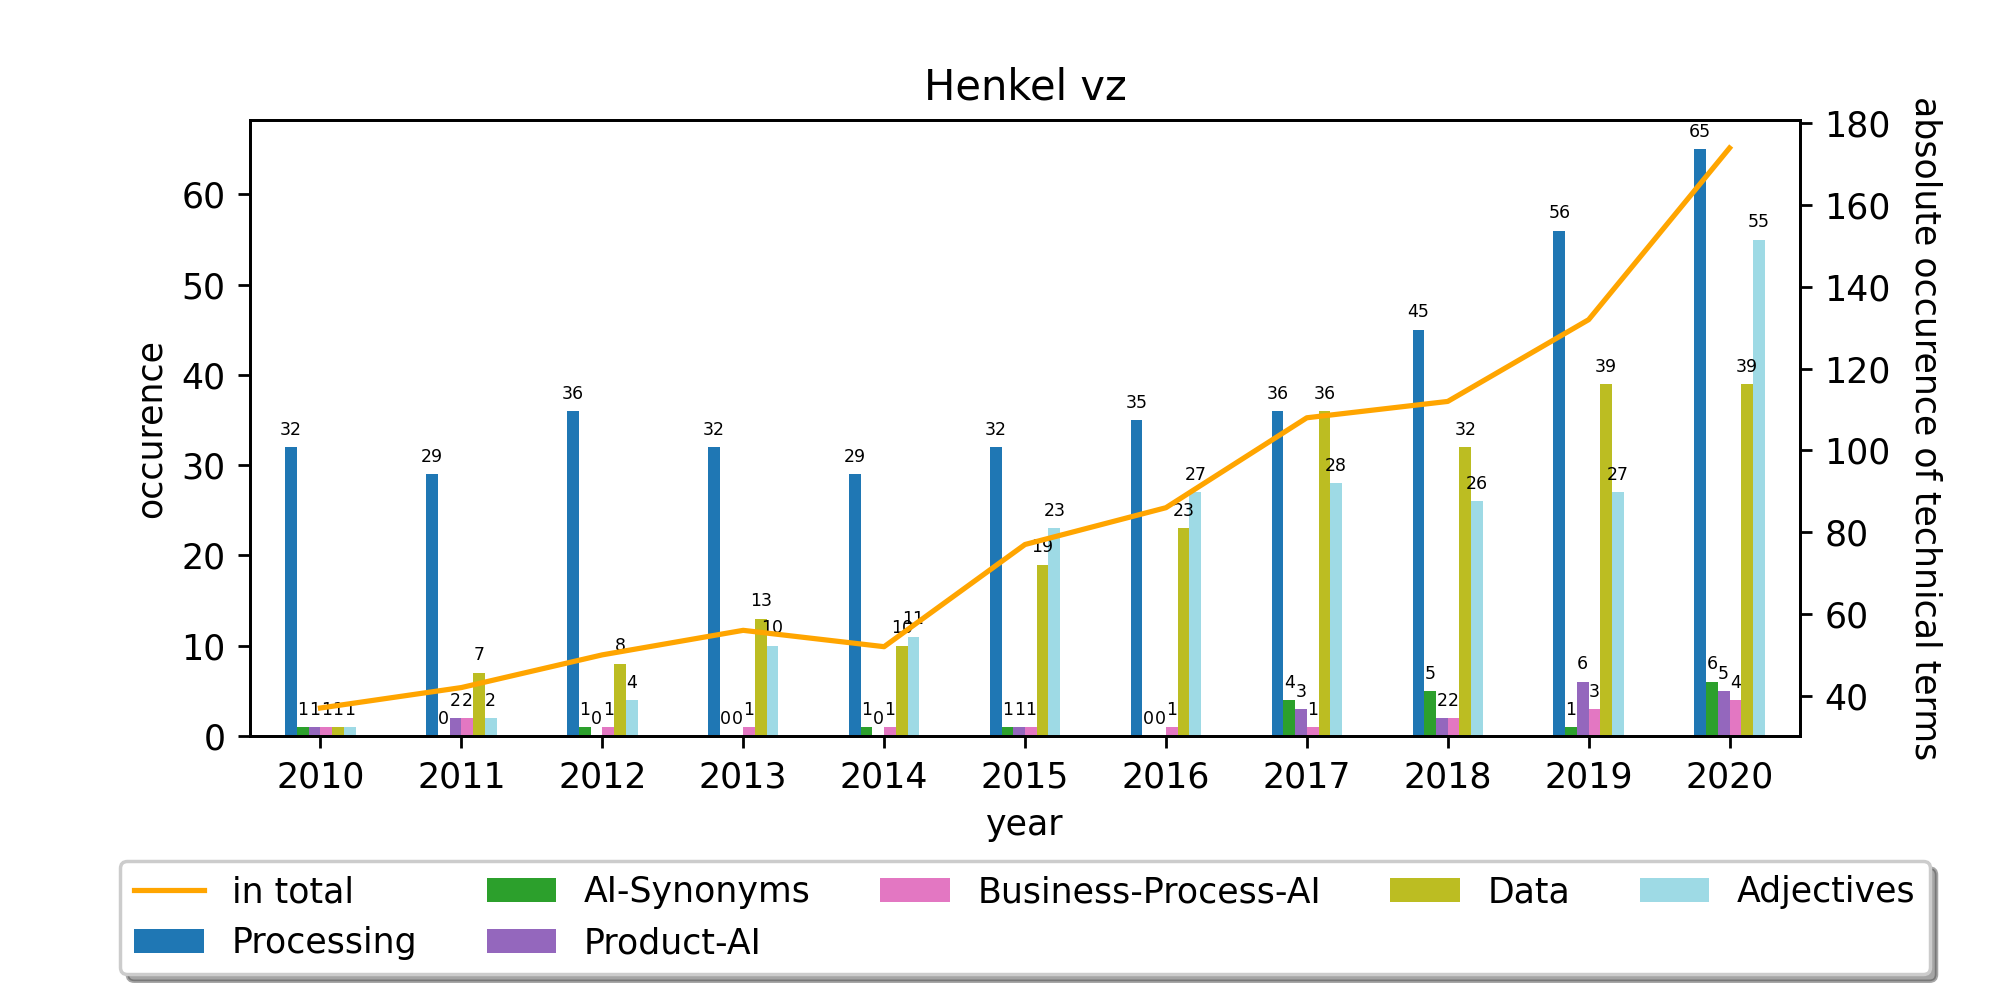 Henkel vz
absolute occurence of technical terms
occurence
0
10
20
30
40
50
60
40
60
80
100
120
140
160
180
32 1 1 1 1 1
29 0 2 2 7 2
36 1 0 1 8 4
32 0 0 1 13 10
29 1 0 1 10 11
32 1 1 1 19 23
35 0 0 1 23 27
36 4 3 1 36 28
45 5 2 2 32 26
56 1 6 3 39 27
65 6 5 4 39 55
2010 2011 2012 2013 2014 2015 2016 2017 2018 2019 2020
year
in total AI-Synonyms Business-Process-AI Data Adjectives
Processing Product-AI